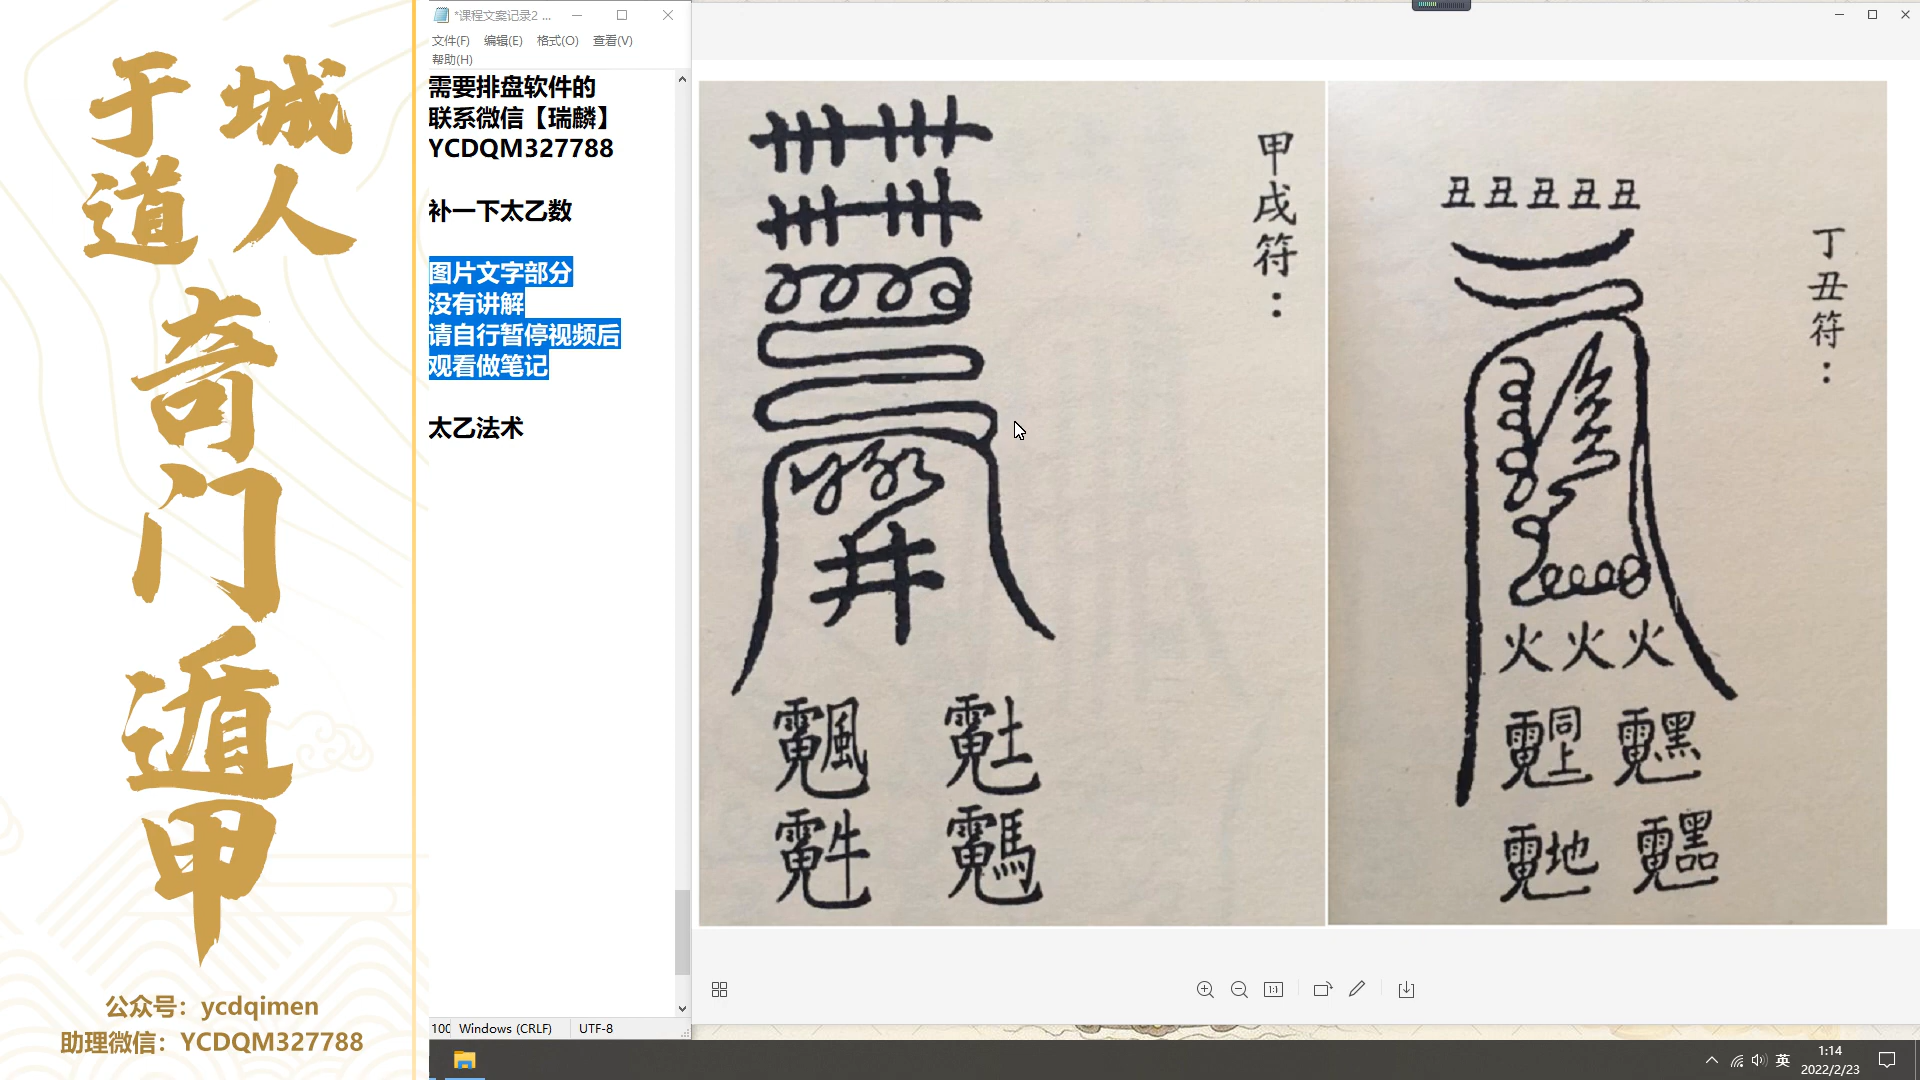 于城
道人
奇
门
遁
甲
公众号：ycdqimen
助理微信：YCDQM327788
*课程文案记录2 ...
文件(F) 编辑(E) 格式(O) 查看(V)
帮助(H)
需要排盘软件的
联系微信【瑞麟】
YCDQM327788
补一下太乙数
图片文字部分
没有讲解
请自行暂停视频后
观看做笔记
太乙法术
100 Windows (CRLF) UTF-8
甲戌符：
井
丁丑符：
丑丑丑丑丑
火火火
1:1
英
1:14
2022/2/23